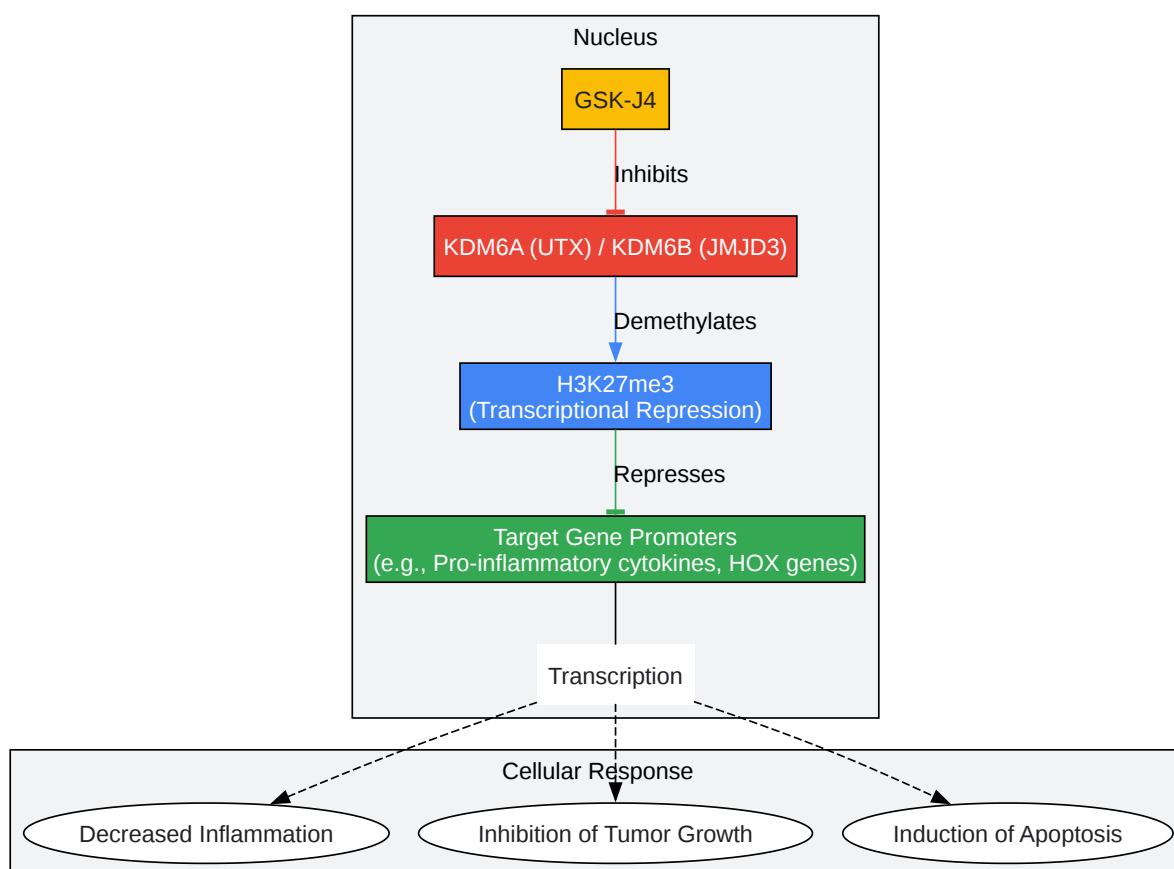 Nucleus
GSK-J4
Inhibits
KDM6A (UTX) / KDM6B (JMJD3)
Demethylates
H3K27me3
(Transcriptional Repression)
Represses
Target Gene Promoters
(e.g., Pro-inflammatory cytokines, HOX genes)
Transcription
Cellular Response
Decreased Inflammation
Inhibition of Tumor Growth
Induction of Apoptosis